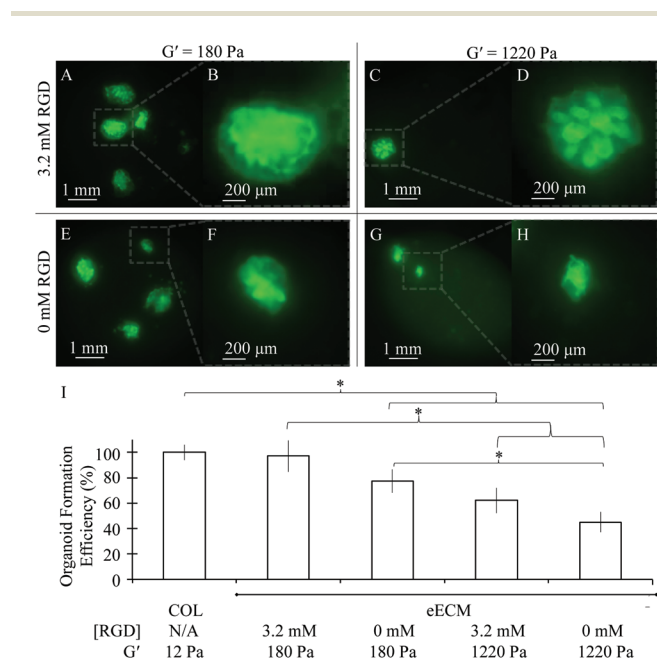 G′ = 180 Pa
G′ = 1220 Pa
3.2 mM RGD
A
B
C
D
1 mm
200 μm
1 mm
200 μm
0 mM RGD
E
F
G
H
1 mm
200 μm
1 mm
200 μm
I
*
*
*
Organoid Formation
Efficiency (%)
100
80
60
40
20
0
COL
eECM
[RGD] N/A 3.2 mM 0 mM 3.2 mM 0 mM
G′ 12 Pa 180 Pa 180 Pa 1220 Pa 1220 Pa